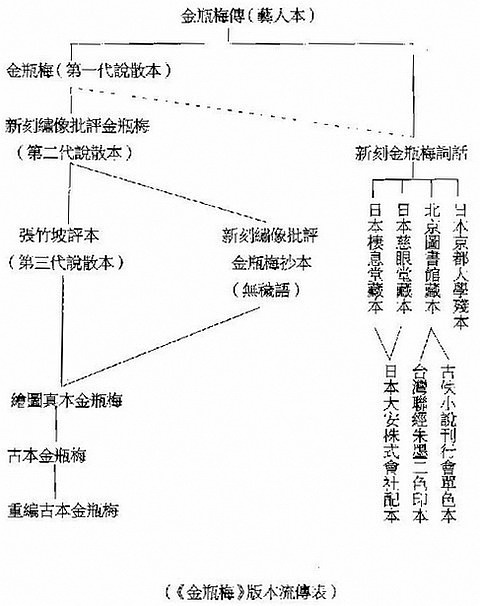 金瓶梅傳(藝人本)
金瓶梅(第一代說散本)
新刻繡像批評金瓶梅
(第二代說散本)
新刻金瓶梅詞話
張竹坡評本
(第三代說散本)
新刻繡像批評
金瓶梅抄本
(無穢語)
日本棲息堂藏本
日本慈眼堂藏本
北京圖書館藏本
日本京都大學殘本
繪圖真本金瓶梅
古本金瓶梅
重編古本金瓶梅
日本大安株式會社配本
台灣聯經朱墨二色印本
古佚小說刊行會單色本
(《金瓶梅》版本流傳表)